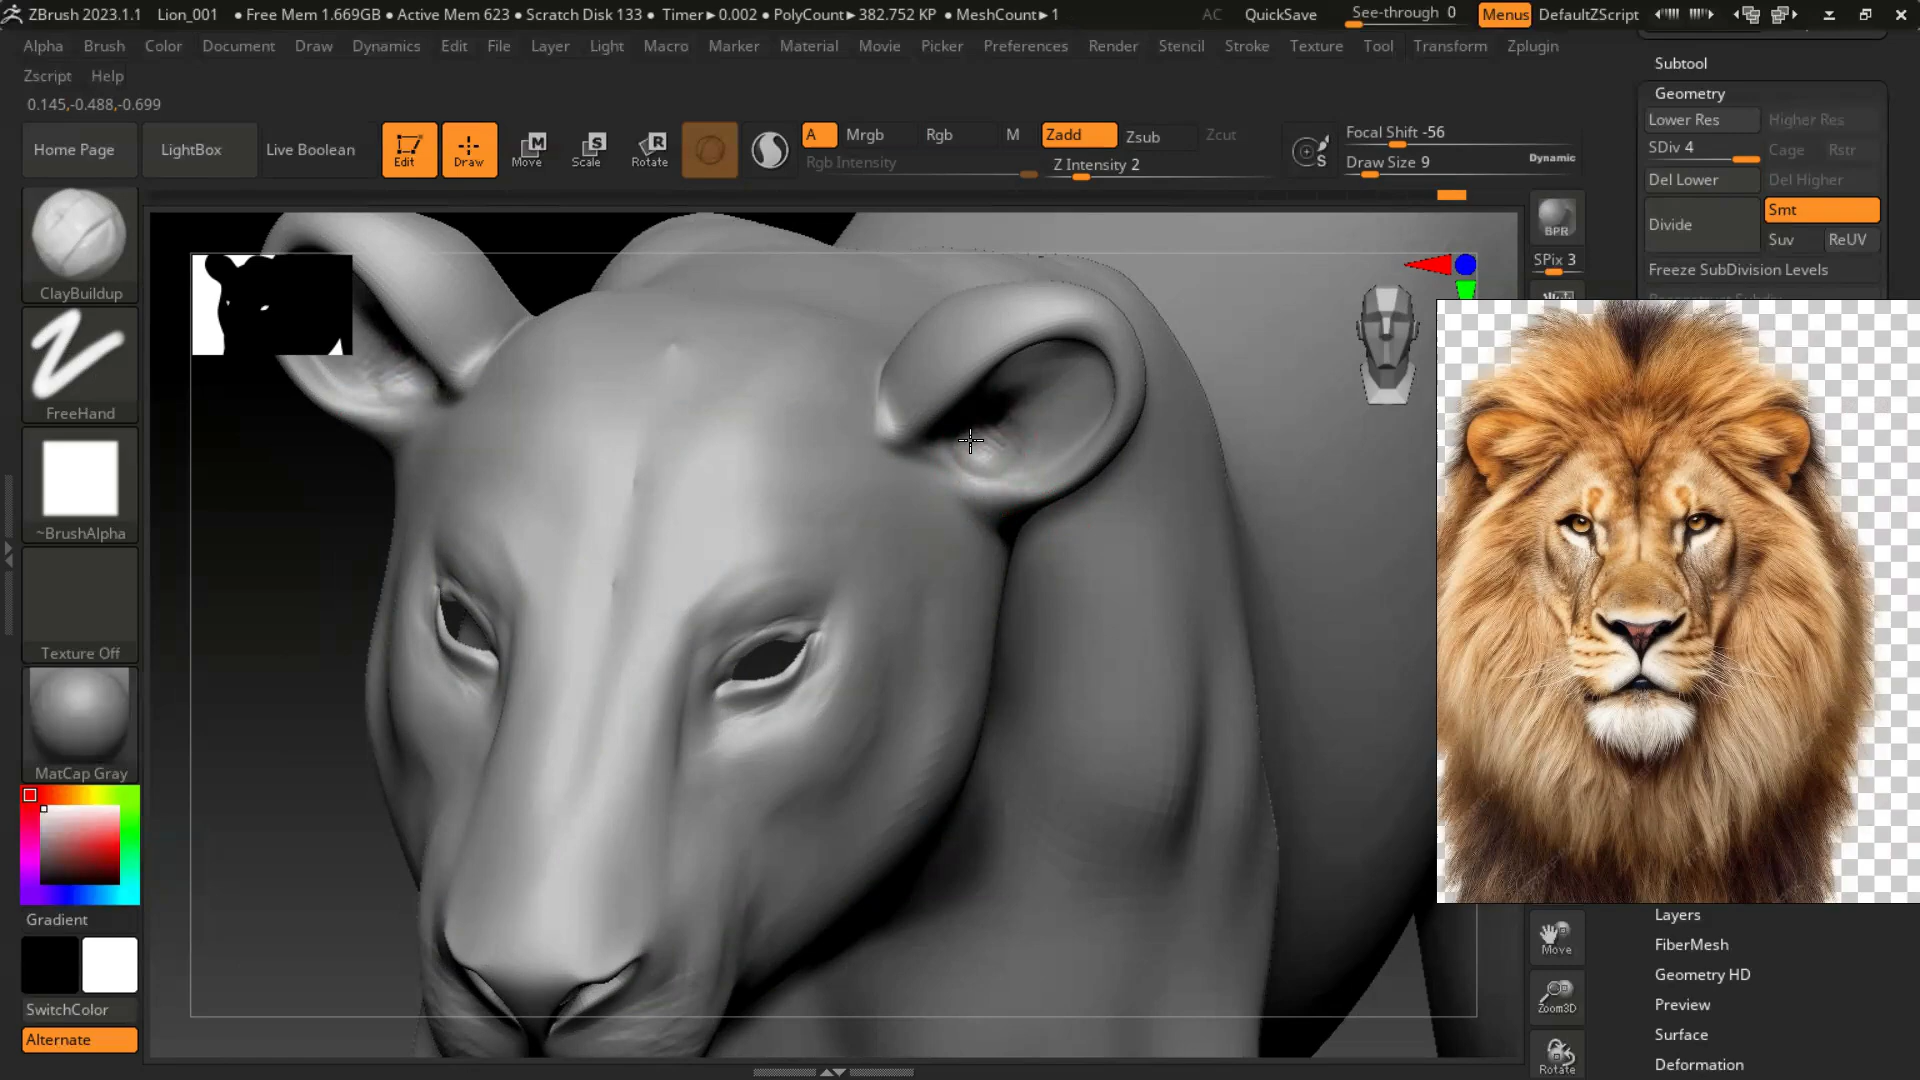 ZBrush 2023.1.1 Lion_001 • Free Mem 1.669GB • Active Mem 623 • Scratch Disk 133 • Timer►0.002 • PolyCount►382.752 KP • MeshCount►1 AC QuickSave See-through 0 Menus DefaultZScript
Alpha Brush Color Document Draw Dynamics Edit File Layer Light Macro Marker Material Movie Picker Preferences Render Stencil Stroke Texture Tool Transform Zplugin
Zscript Help
0.145,-0.488,-0.699
Home Page LightBox Live Boolean Edit Draw Move Scale Rotate A Mrgb Rgb M Zadd Zsub Zcut Focal Shift -56
Rgb Intensity Z Intensity 2 S Draw Size 9 Dynamic
Subtool
Geometry
Lower Res Higher Res
SDiv 4 Cage Rstr
Del Lower Del Higher
Divide Smt
Suv ReUV
Freeze SubDivision Levels
BPR
SPix 3
ClayBuildup
FreeHand
~BrushAlpha
Texture Off
MatCap Gray
Gradient
SwitchColor
Alternate
Move
Zoom3D
Rotate
Layers
FiberMesh
Geometry HD
Preview
Surface
Deformation